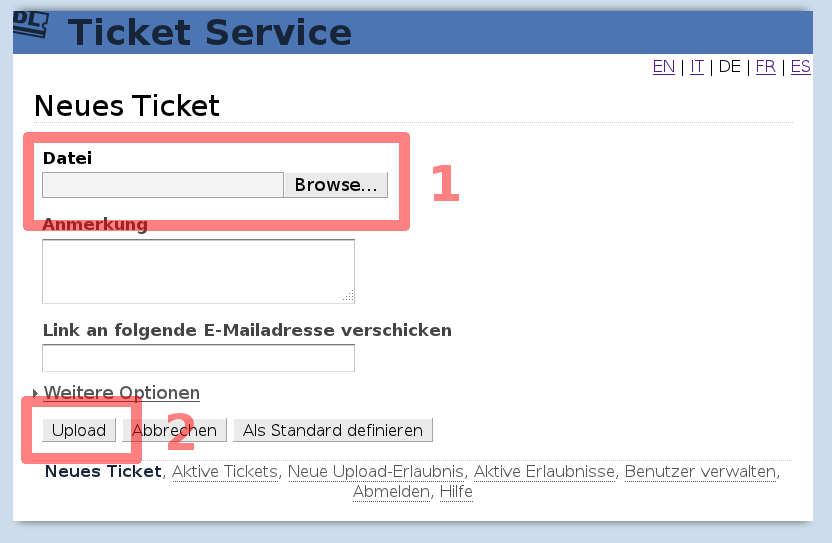 DL Ticket Service
EN | IT | DE | FR | ES
Neues Ticket
Datei
Browse...
1
Anmerkung
Link an folgende E-Mailadresse verschicken
Weitere Optionen
Upload Abbrechen Als Standard definieren
2
Neues Ticket, Aktive Tickets, Neue Upload-Erlaubnis, Aktive Erlaubnisse, Benutzer verwalten,
Abmelden, Hilfe